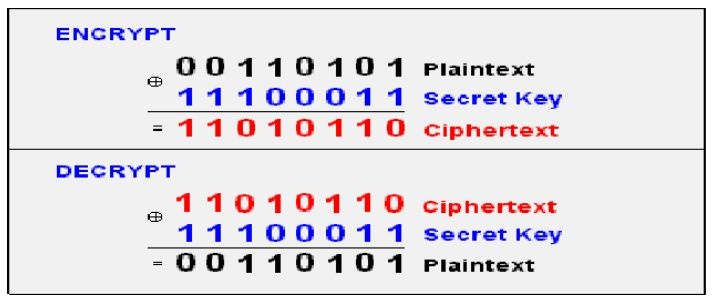 ENCRYPT
00110101 Plaintext
⊕ 11100011 Secret Key
= 11010110 Ciphertext
DECRYPT
11010110 Ciphertext
⊕ 11100011 Secret Key
= 00110101 Plaintext